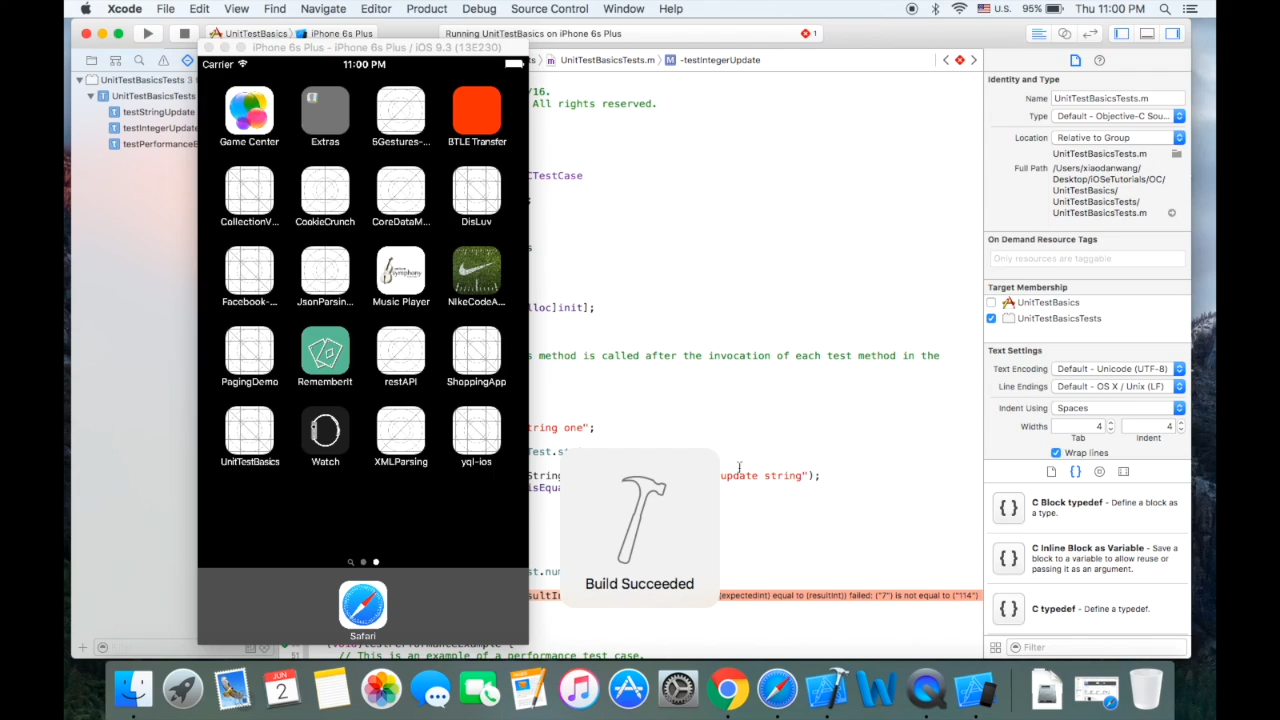 Xcode File Edit View Find Navigate Editor Product Debug Source Control Window Help U.S. 95% Thu 11:00 PM
UnitTestBasics iPhone 6s Plus Running UnitTestBasics on iPhone 6s Plus 1
iPhone 6s Plus - iPhone 6s Plus / iOS 9.3 (13E230)
Carrier 11:00 PM
UnitTestBasicsTests.m -testIntegerUpdate
UnitTestBasicsTests 3 t
UnitTestBasicsTests
testStringUpdate
testIntegerUpdate
testPerformanceE
Game Center Extras 5Gestures-... BTLE Transfer
CollectionV... CookieCrunch CoreDataM... DisLuv
Facebook-... JsonParsin... Music Player NikeCodeA...
PagingDemo RememberIt restAPI ShoppingApp
UnitTestBasics Watch XMLParsing yql-ios
Safari
/16.
All rights reserved.
CTestCase
lloc]init];
s method is called after the invocation of each test method in the
tring one";
Test.s
String update string");
isEqua
st.nu
sultIn (expectedInt) equal to (resultInt)) failed: ("7") is not equal to ("114")
51
// This is an example of a performance test case.
Build Succeeded
Identity and Type
Name UnitTestBasicsTests.m
Type Default - Objective-C Sou...
Location Relative to Group
UnitTestBasicsTests.m
Full Path /Users/xiaodanwang/
Desktop/iOSeTutorials/OC/
UnitTestBasics/
UnitTestBasicsTests/
UnitTestBasicsTests.m
On Demand Resource Tags
Only resources are taggable
Target Membership
UnitTestBasics
UnitTestBasicsTests
Text Settings
Text Encoding Default - Unicode (UTF-8)
Line Endings Default - OS X / Unix (LF)
Indent Using Spaces
Widths 4 4
Tab Indent
Wrap lines
{ } C Block typedef - Define a block as
a type.
{ } C Inline Block as Variable - Save a
block to a variable to allow reuse or
passing it as an argument.
{ } C typedef - Define a typedef.
Filter
JUN
2